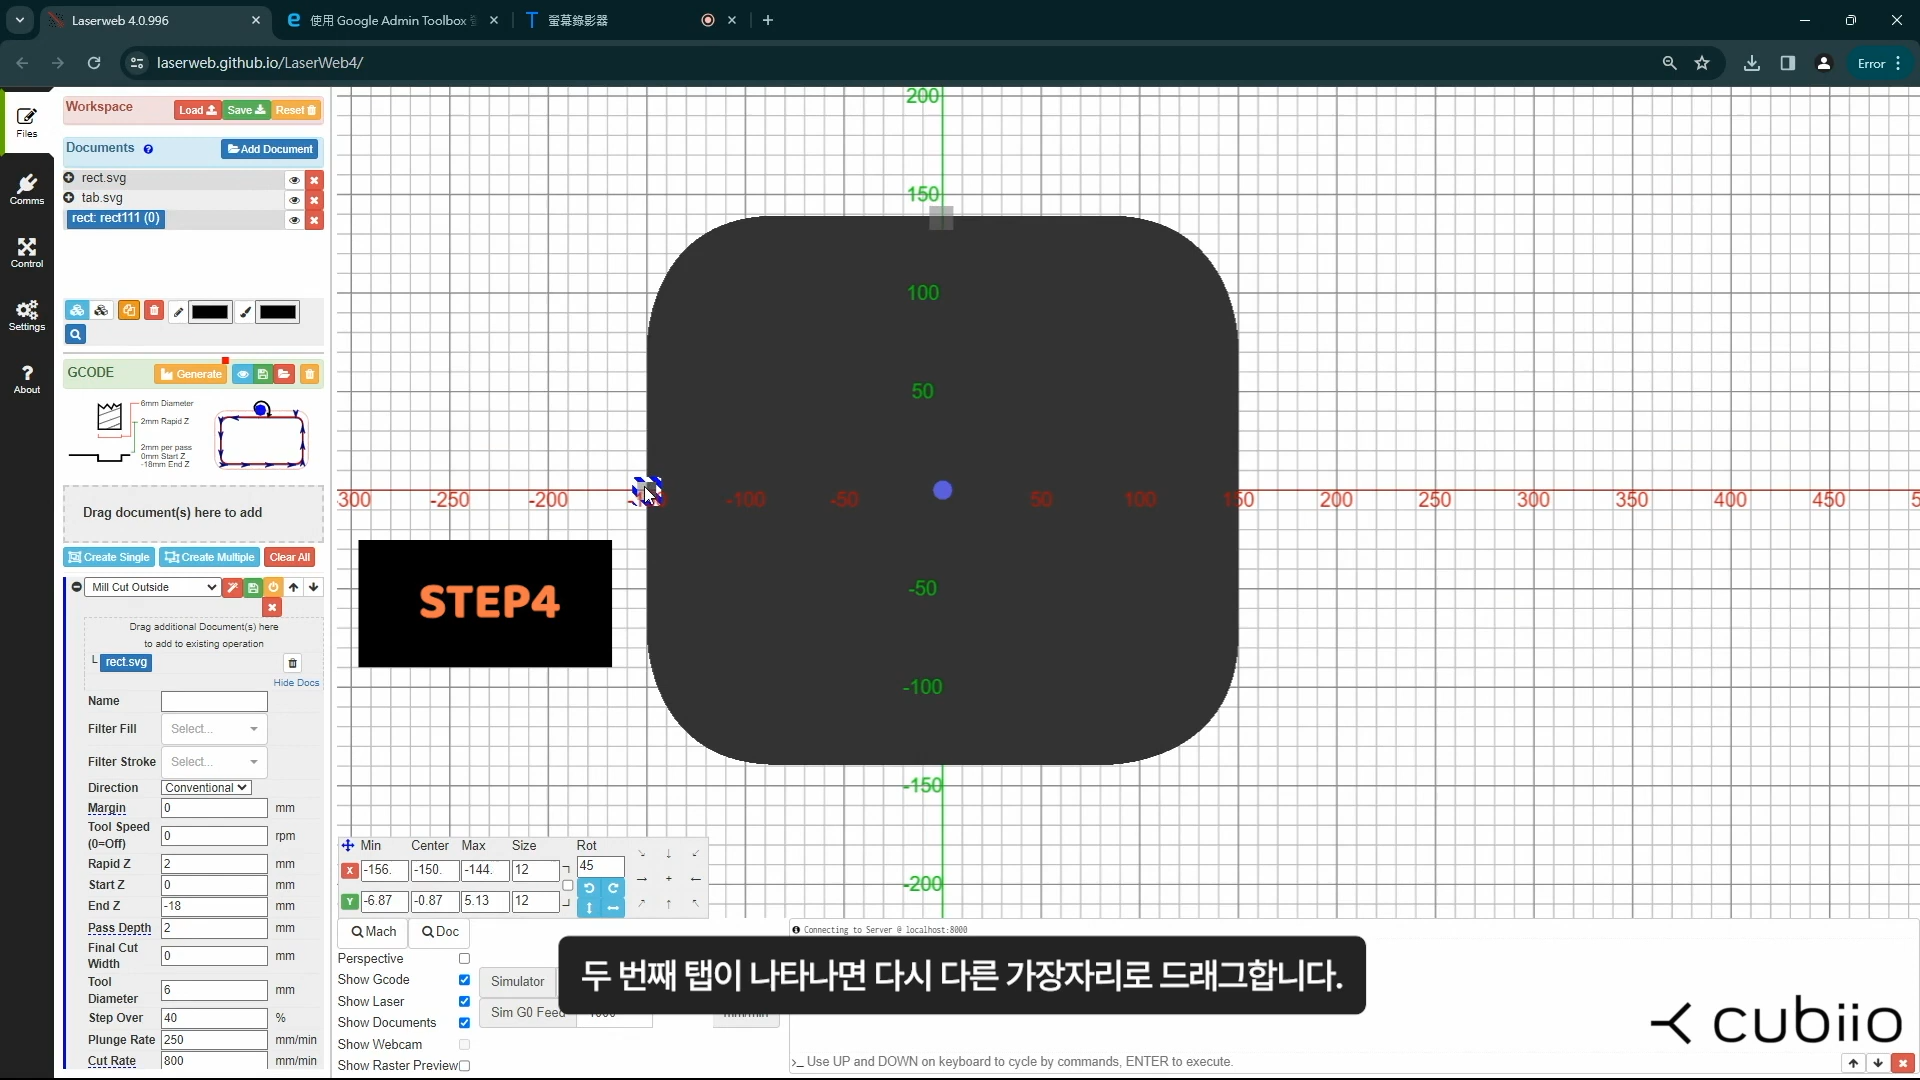 Laserweb 4.0.996
使用 Google Admin Toolbox
螢幕錄影器
laserweb.github.io/LaserWeb4/
Error
Files
Comms
Control
Settings
About
Workspace
Load
Save
Reset
Documents
Add Document
rect.svg
tab.svg
rect: rect111 (0)
GCODE
Generate
6mm Diameter
2mm Rapid Z
2mm per pass
0mm Start Z
-18mm End Z
Drag document(s) here to add
Create Single
Create Multiple
Clear All
Mill Cut Outside
Drag additional Document(s) here
to add to existing operation
rect.svg
Hide Docs
Name
Filter Fill Select...
Filter Stroke Select...
Direction Conventional
Margin 0 mm
Tool Speed
(0=Off) 0 rpm
Rapid Z 2 mm
Start Z 0 mm
End Z -18 mm
Pass Depth 2 mm
Final Cut
Width 0 mm
Tool
Diameter 6 mm
Step Over 40 %
Plunge Rate 250 mm/min
Cut Rate 800 mm/min
200
150
100
50
-50
-100
-150
-200
300 -250 -200 -100 -50 50 100 150 200 250 300 350 400 450 5
STEP4
Min Center Max Size Rot
X -156. -150. -144. 12 45
Y -6.87 -0.87 5.13 12
Mach
Doc
Perspective
Show Gcode
Show Laser
Show Documents
Show Webcam
Show Raster Preview
Simulator
Sim G0 Feed
mm/min
Connecting to Server @ localhost:8000
두 번째 탭이 나타나면 다시 다른 가장자리로 드래그합니다.
cubiio
>_ Use UP and DOWN on keyboard to cycle by commands, ENTER to execute.